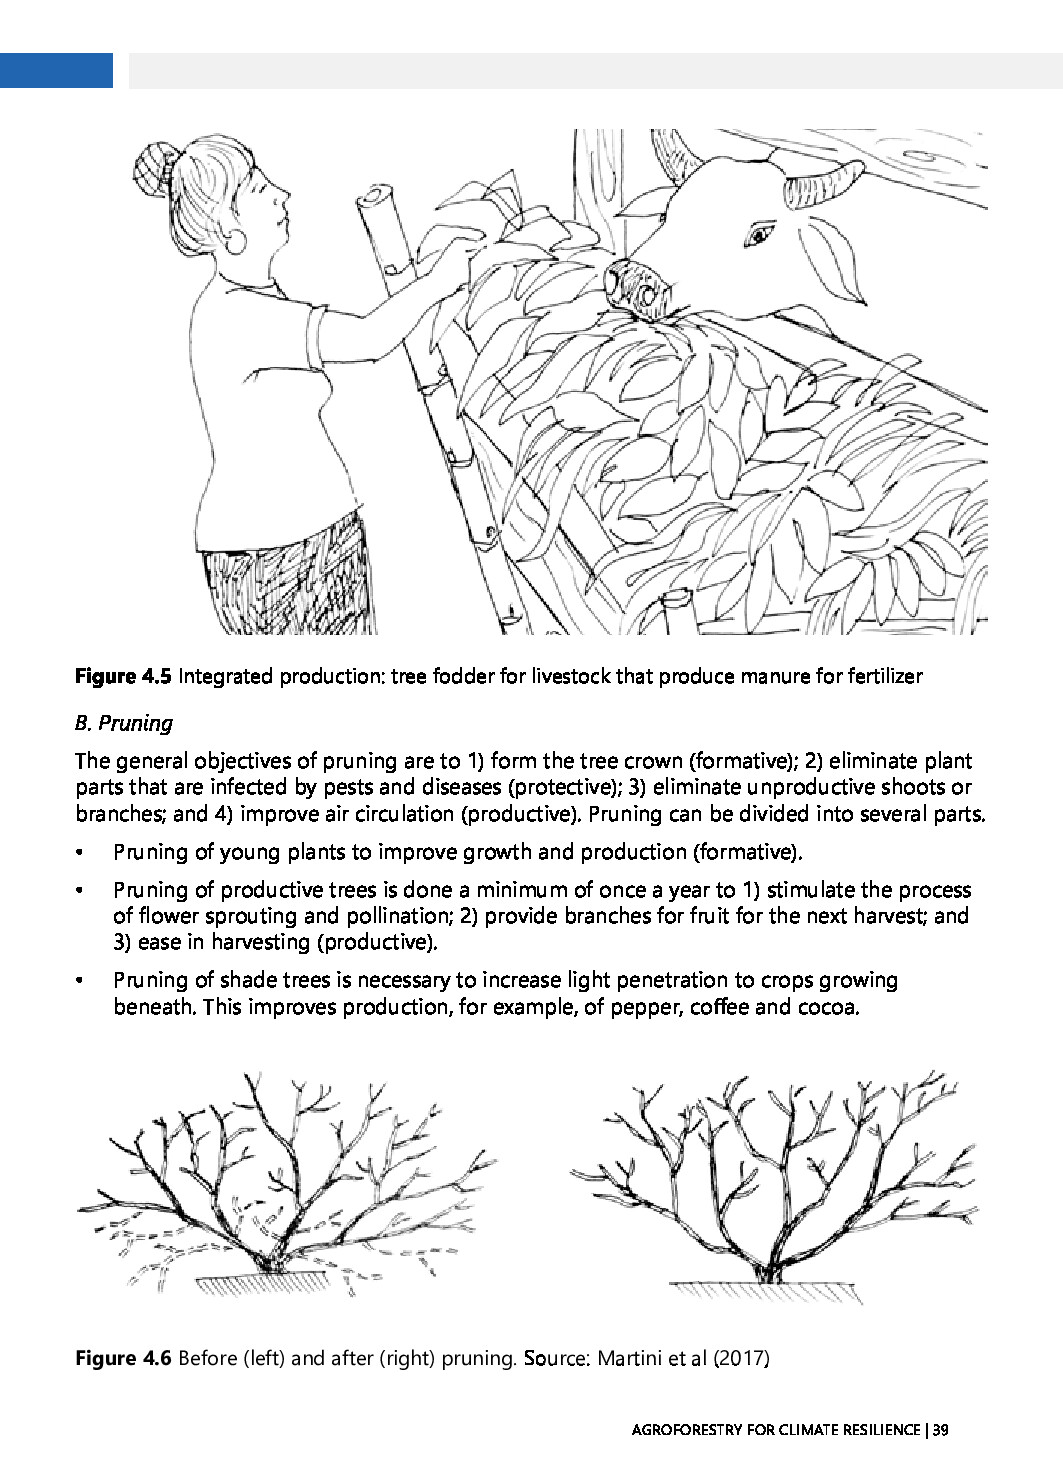 Figure 4.5 Integrated production: tree fodder for livestock that produce manure for fertilizer
B. Pruning
The general objectives of pruning are to 1) form the tree crown (formative); 2) eliminate plant
parts that are infected by pests and diseases (protective); 3) eliminate unproductive shoots or
branches; and 4) improve air circulation (productive). Pruning can be divided into several parts.
• Pruning of young plants to improve growth and production (formative).
• Pruning of productive trees is done a minimum of once a year to 1) stimulate the process
of flower sprouting and pollination; 2) provide branches for fruit for the next harvest; and
3) ease in harvesting (productive).
• Pruning of shade trees is necessary to increase light penetration to crops growing
beneath. This improves production, for example, of pepper, coffee and cocoa.
Figure 4.6 Before (left) and after (right) pruning. Source: Martini et al (2017)
AGROFORESTRY FOR CLIMATE RESILIENCE | 39